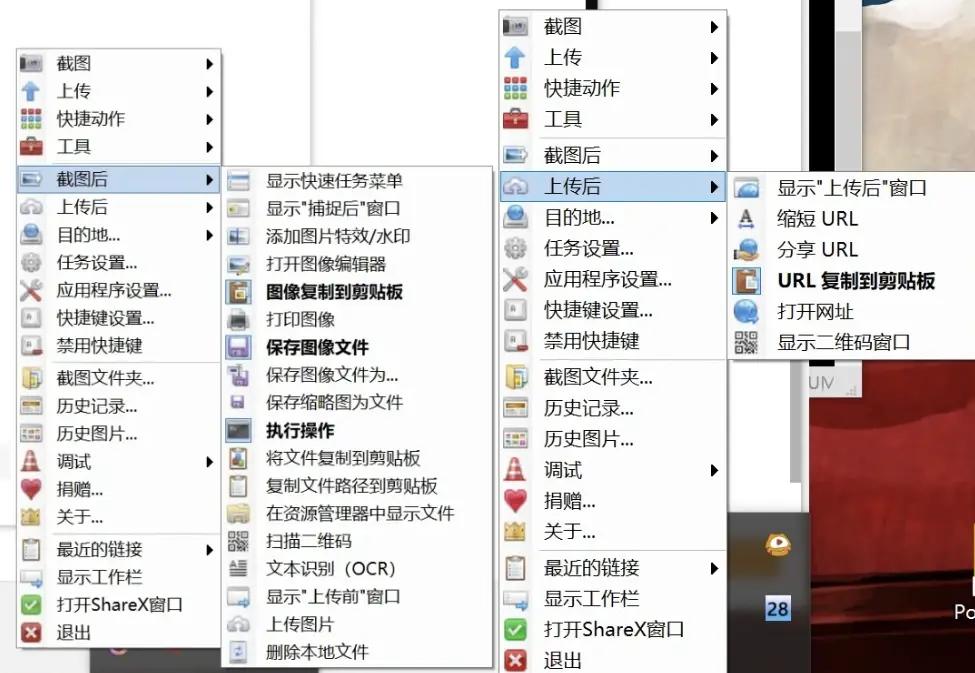 截图
上传
快捷动作
工具
截图后
上传后
目的地...
任务设置...
应用程序设置...
快捷键设置...
禁用快捷键
截图文件夹...
历史记录...
历史图片...
调试
捐赠...
关于...
最近的链接
显示工作栏
打开ShareX窗口
退出
显示快速任务菜单
显示"捕捉后"窗口
添加图片特效/水印
打开图像编辑器
图像复制到剪贴板
打印图像
保存图像文件
保存图像文件为...
保存缩略图为文件
执行操作
将文件复制到剪贴板
复制文件路径到剪贴板
在资源管理器中显示文件
扫描二维码
文本识别（OCR）
显示"上传前"窗口
上传图片
删除本地文件
截图
上传
快捷动作
工具
截图后
上传后
目的地...
任务设置...
应用程序设置...
快捷键设置...
禁用快捷键
截图文件夹...
历史记录...
历史图片...
调试
捐赠...
关于...
最近的链接
显示工作栏
打开ShareX窗口
退出
显示"上传后"窗口
缩短 URL
分享 URL
URL 复制到剪贴板
打开网址
显示二维码窗口
UM
28
Po